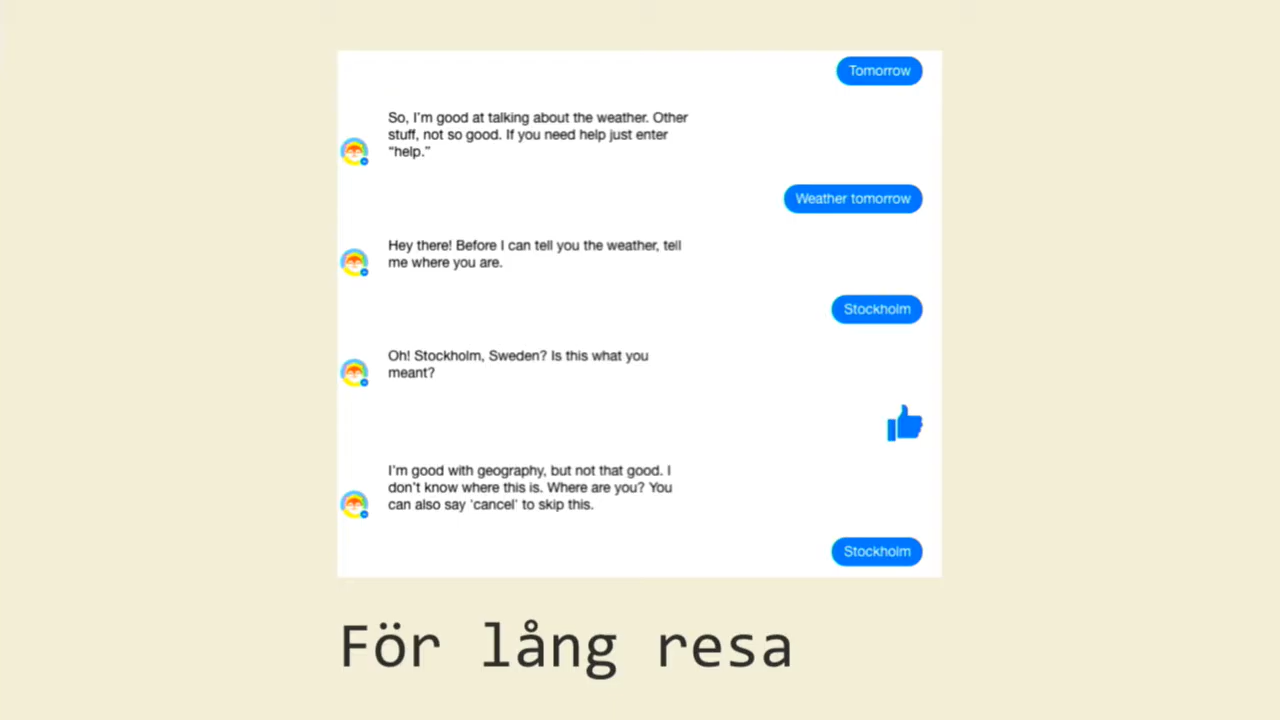 Tomorrow
So, I'm good at talking about the weather. Other
stuff, not so good. If you need help just enter
“help.”
Weather tomorrow
Hey there! Before I can tell you the weather, tell
me where you are.
Stockholm
Oh! Stockholm, Sweden? Is this what you
meant?
I'm good with geography, but not that good. I
don't know where this is. Where are you? You
can also say 'cancel' to skip this.
Stockholm
För lång resa